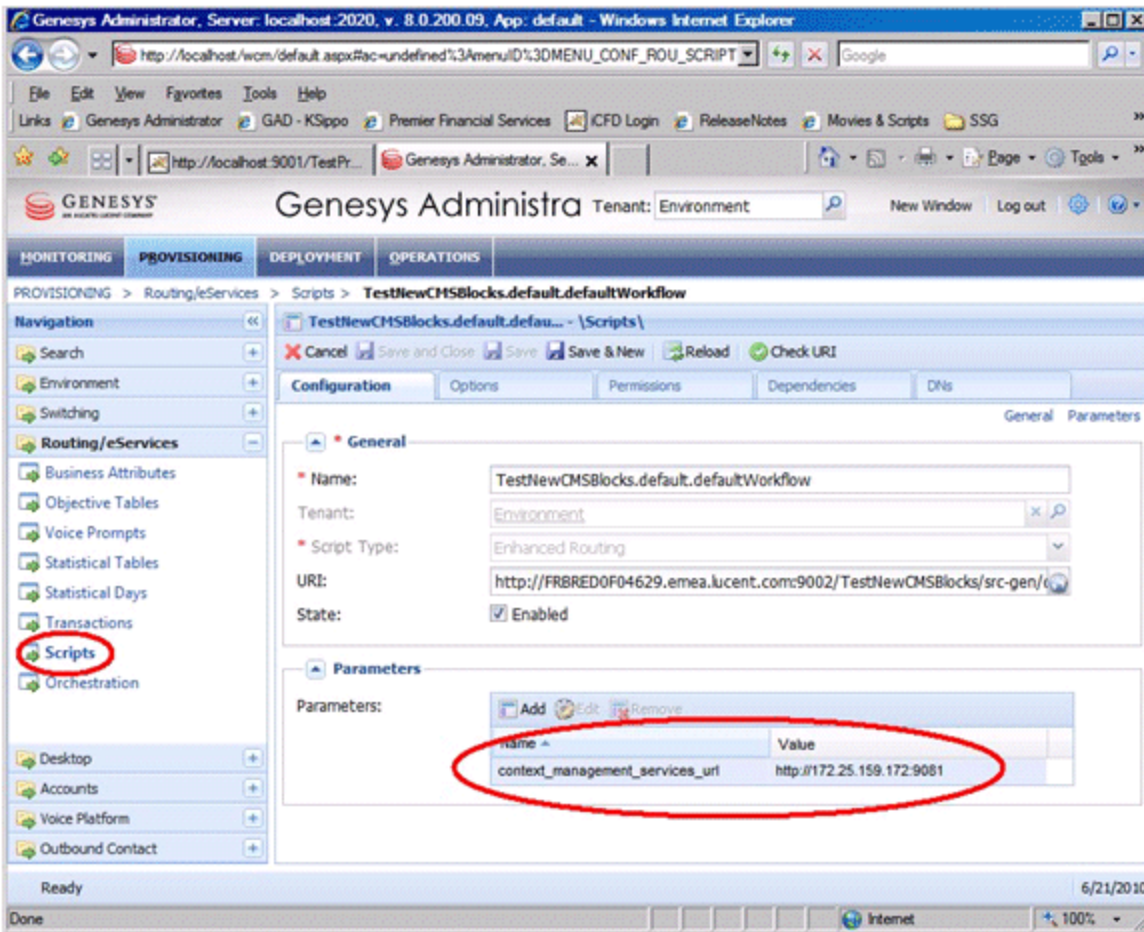 Genesys Administrator, Server: localhost:2020, v. 8.0.200.09, App: default - Windows Internet Explorer
http://localhost/wcm/default.aspx#ac=undefined%3AmenuID%3DMENU_CONF_ROU_SCRIPT Google
File Edit View Favorites Tools Help
Links Genesys Administrator GAD - KSippo Premier Financial Services iCFD Login ReleaseNotes Movies & Scripts SSG
http://localhost:9001/TestPr... Genesys Administrator, Se... Page Tools
GENESYS Genesys Administra Tenant: Environment New Window Log out
AN ALCATEL-LUCENT COMPANY
MONITORING PROVISIONING DEPLOYMENT OPERATIONS
PROVISIONING > Routing/eServices > Scripts > TestNewCMSBlocks.default.defaultWorkflow
Navigation TestNewCMSBlocks.default.defau... - \Scripts\
Search Cancel Save and Close Save Save & New Reload Check URI
Environment Configuration Options Permissions Dependencies DNs
Switching General Parameters
Routing/eServices * General
Business Attributes * Name: TestNewCMSBlocks.default.defaultWorkflow
Objective Tables Tenant: Environment
Voice Prompts * Script Type: Enhanced Routing
Statistical Tables URI: http://FRBRED0F04629.emea.lucent.com:9002/TestNewCMSBlocks/src-gen/
Statistical Days State: Enabled
Transactions
Scripts Parameters
Orchestration Parameters: Add Edit Remove
Name Value
Desktop context_management_services_url http://172.25.159.172:9081
Accounts
Voice Platform
Outbound Contact
Ready 6/21/2010
Done Internet 100%